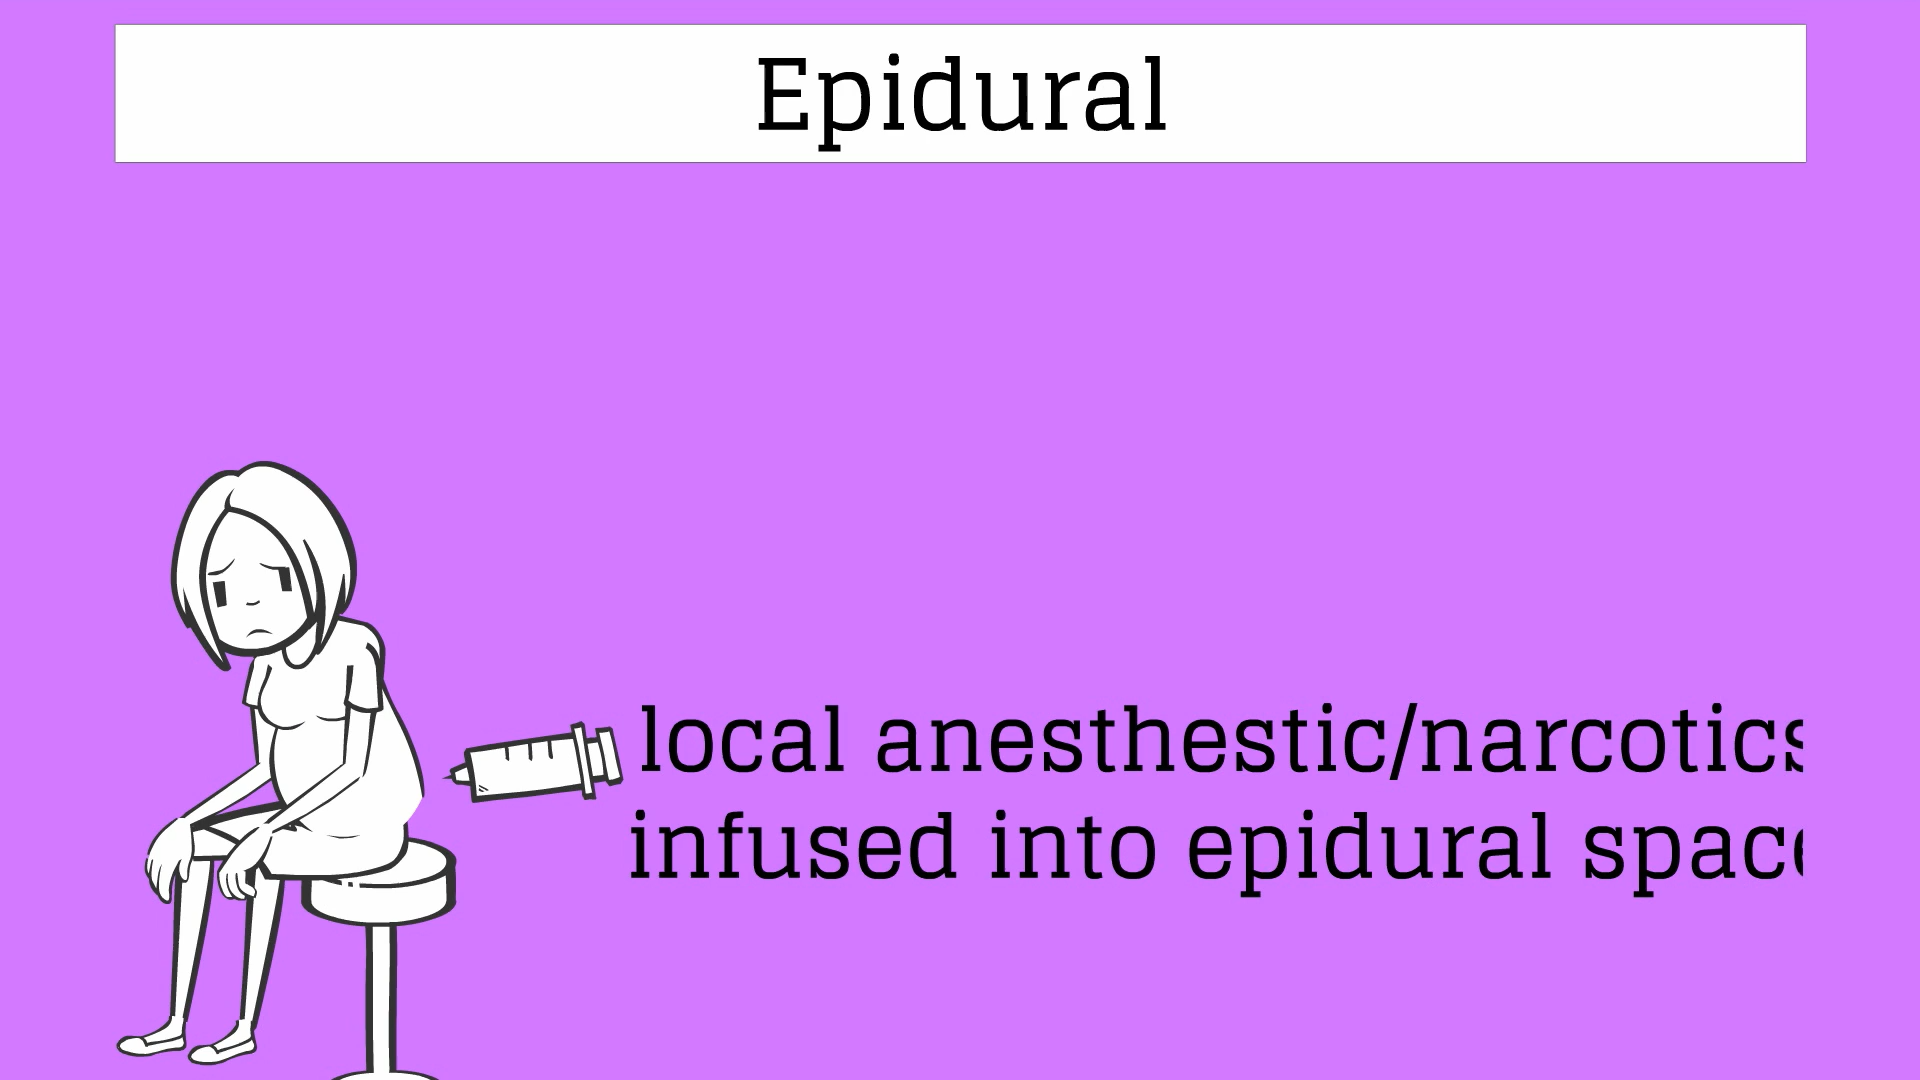 Epidural
local anesthestic/narcotics
infused into epidural space